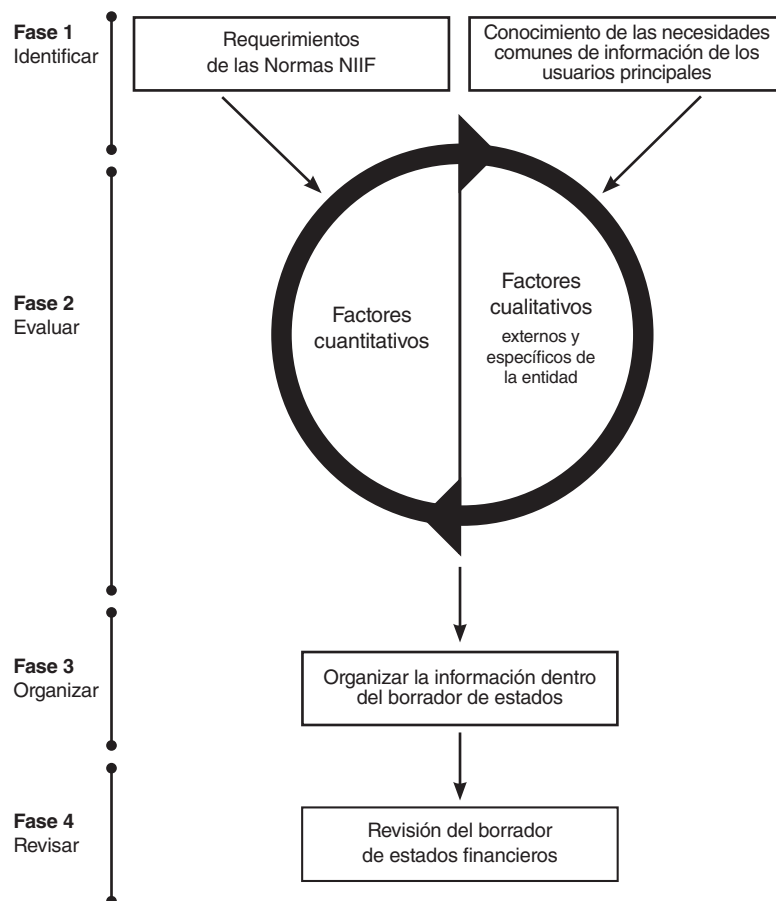 Fase 1
Identificar
Requerimientos
de las Normas NIIF
Conocimiento de las necesidades
comunes de información de los
usuarios principales
Fase 2
Evaluar
Factores
cuantitativos
Factores
cualitativos
externos y
específicos de
la entidad
Fase 3
Organizar
Organizar la información dentro
del borrador de estados
Fase 4
Revisar
Revisión del borrador
de estados financieros